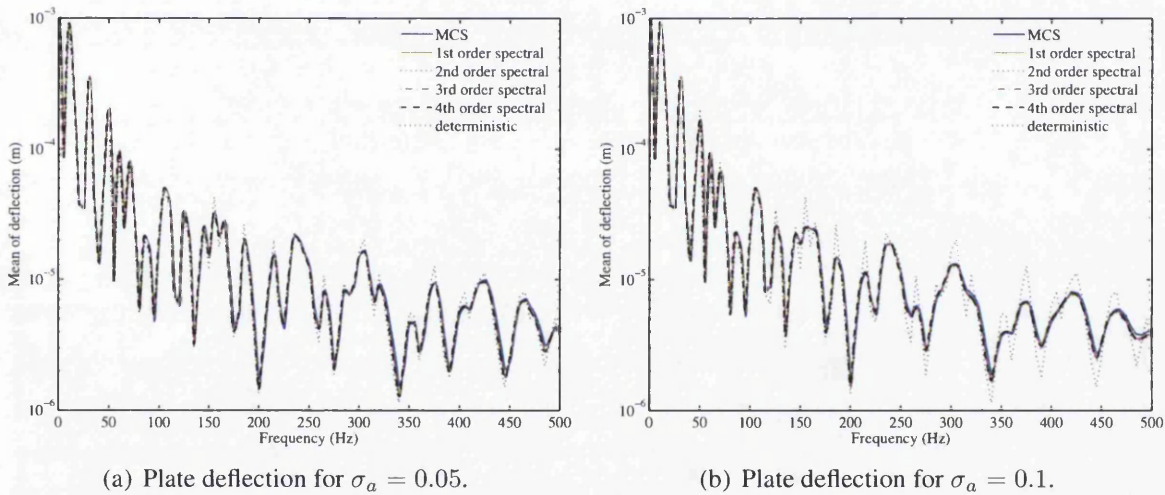 10⁻³
10⁻⁴
10⁻⁵
10⁻⁶
Mean of deflection (m)
MCS
1st order spectral
2nd order spectral
3rd order spectral
4th order spectral
deterministic
0 50 100 150 200 250 300 350 400 450 500
Frequency (Hz)
(a) Plate deflection for σₐ = 0.05.
10⁻³
10⁻⁴
10⁻⁵
10⁻⁶
Mean of deflection (m)
MCS
1st order spectral
2nd order spectral
3rd order spectral
4th order spectral
deterministic
0 50 100 150 200 250 300 350 400 450 500
Frequency (Hz)
(b) Plate deflection for σₐ = 0.1.